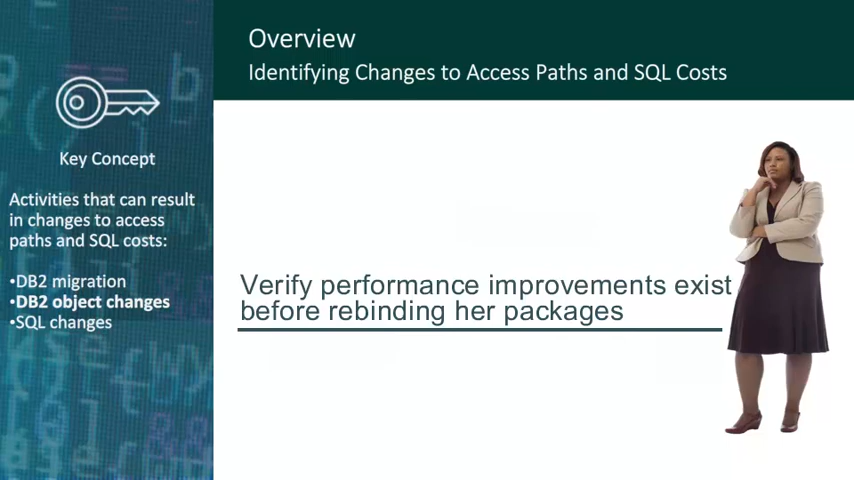 Overview
Identifying Changes to Access Paths and SQL Costs
Key Concept
Activities that can result
in changes to access
paths and SQL costs:
•DB2 migration
•DB2 object changes
•SQL changes
Verify performance improvements exist
before rebinding her packages